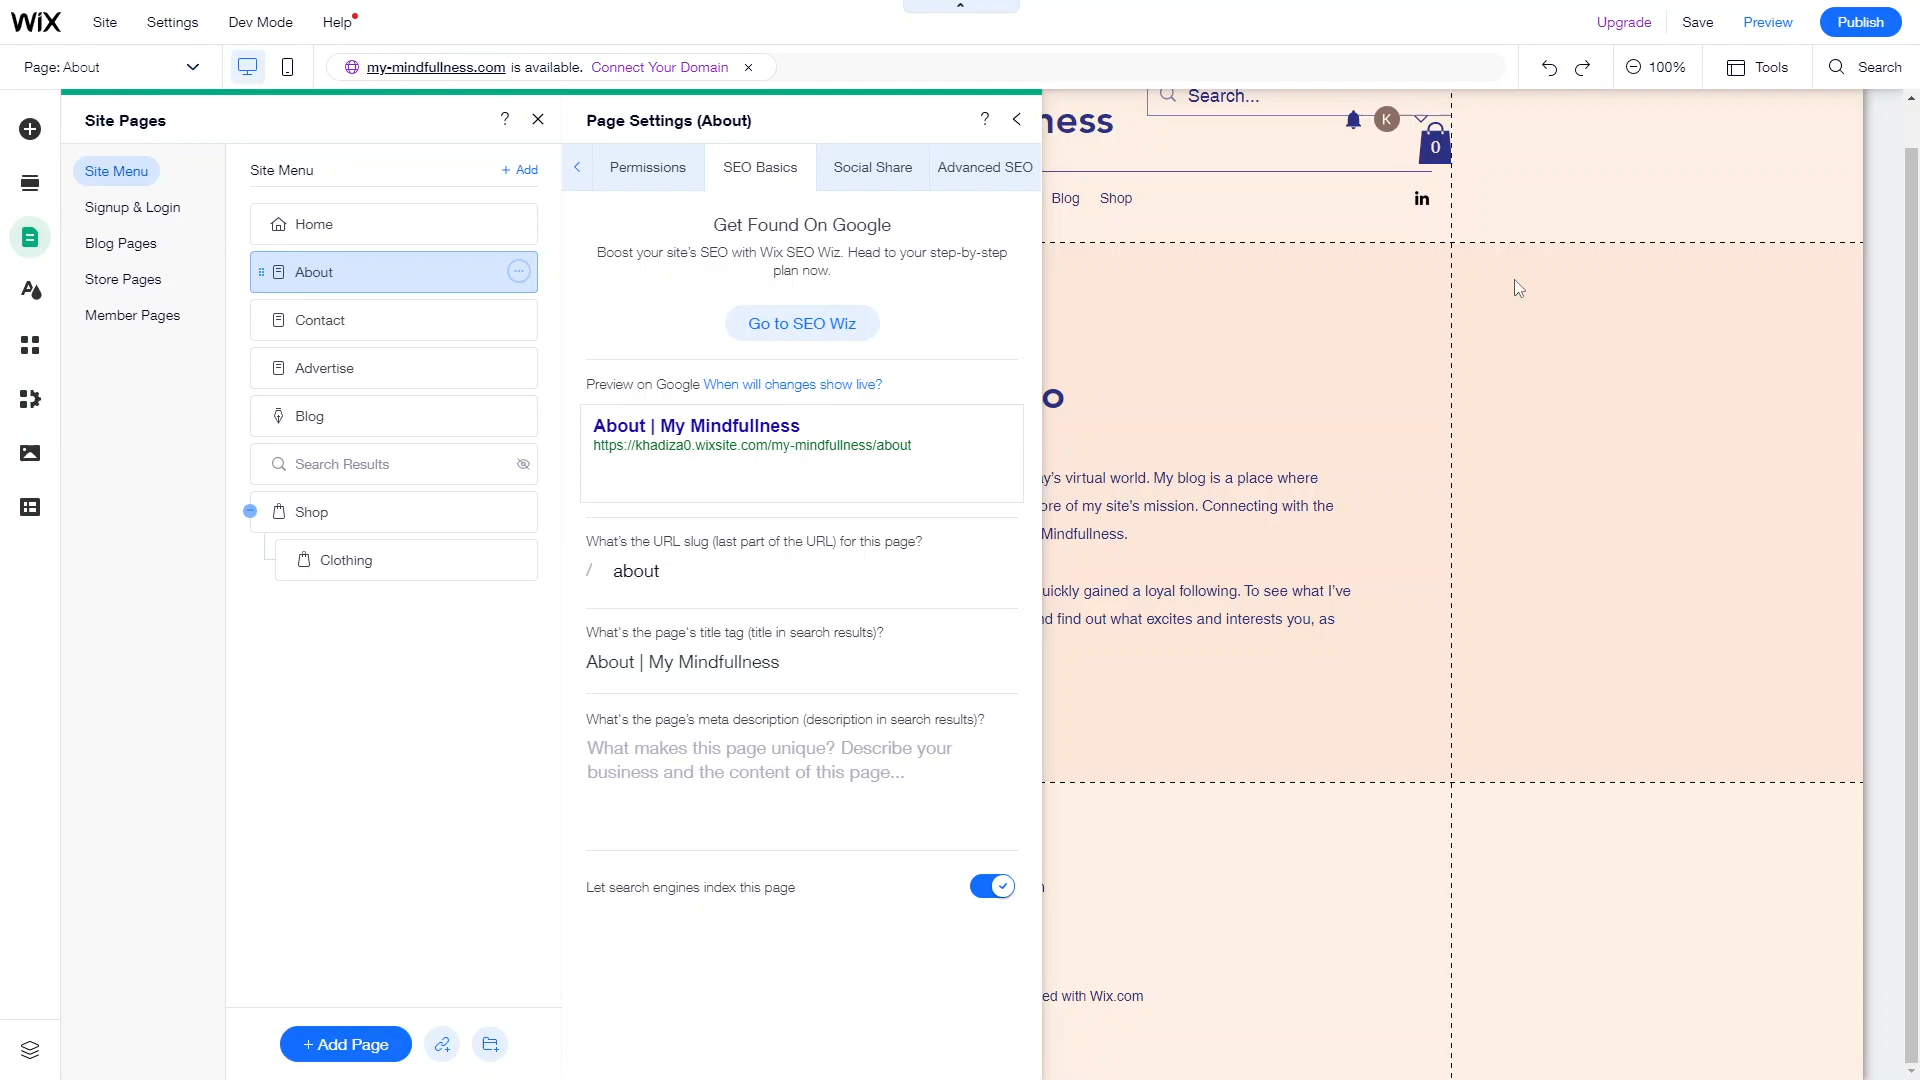 WiX Site Settings Dev Mode Help Upgrade Save Preview Publish
Page: About my-mindfullness.com is available. Connect Your Domain 100% Tools Search
Site Pages ?
Site Menu
Signup & Login
Blog Pages
Store Pages
Member Pages
Site Menu + Add
Home
About
Contact
Advertise
Blog
Search Results
Shop
Clothing
+ Add Page
Page Settings (About) ?
Permissions SEO Basics Social Share Advanced SEO
Get Found On Google
Boost your site's SEO with Wix SEO Wiz. Head to your step-by-step
plan now.
Go to SEO Wiz
Preview on Google When will changes show live?
About | My Mindfullness
https://khadiza0.wixsite.com/my-mindfullness/about
What's the URL slug (last part of the URL) for this page?
/ about
What's the page's title tag (title in search results)?
About | My Mindfullness
What's the page's meta description (description in search results)?
What makes this page unique? Describe your
business and the content of this page...
Let search engines index this page
Search...
ness
K
0
Blog Shop
in
o
y's virtual world. My blog is a place where
ore of my site's mission. Connecting with the
Mindfullness.
uickly gained a loyal following. To see what I've
nd find out what excites and interests you, as
ed with Wix.com